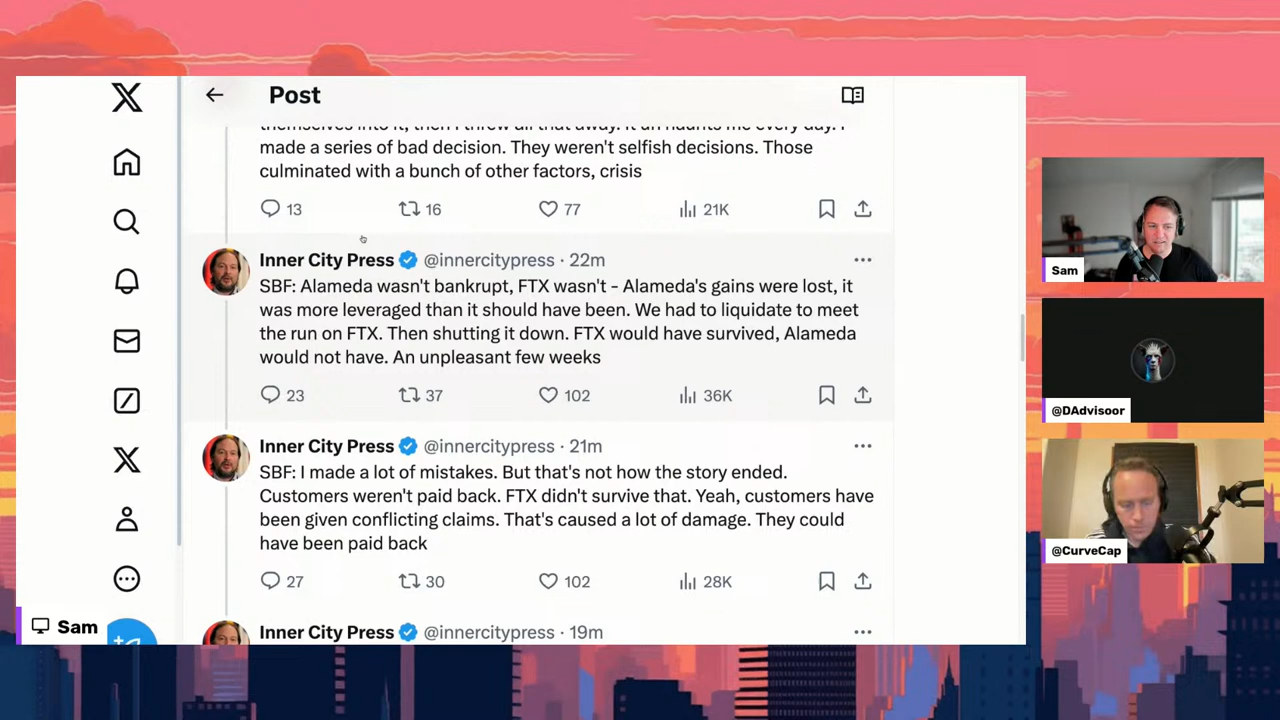 Post
themselves into it, then I threw all that away. It all haunts me every day. I
made a series of bad decision. They weren't selfish decisions. Those
culminated with a bunch of other factors, crisis
13 16 77 21K
Inner City Press @innercitypress · 22m
SBF: Alameda wasn't bankrupt, FTX wasn't - Alameda's gains were lost, it
was more leveraged than it should have been. We had to liquidate to meet
the run on FTX. Then shutting it down. FTX would have survived, Alameda
would not have. An unpleasant few weeks
23 37 102 36K
Inner City Press @innercitypress · 21m
SBF: I made a lot of mistakes. But that's not how the story ended.
Customers weren't paid back. FTX didn't survive that. Yeah, customers have
been given conflicting claims. That's caused a lot of damage. They could
have been paid back
27 30 102 28K
Inner City Press @innercitypress · 19m
Sam
Sam
@DAdvisoor
@CurveCap